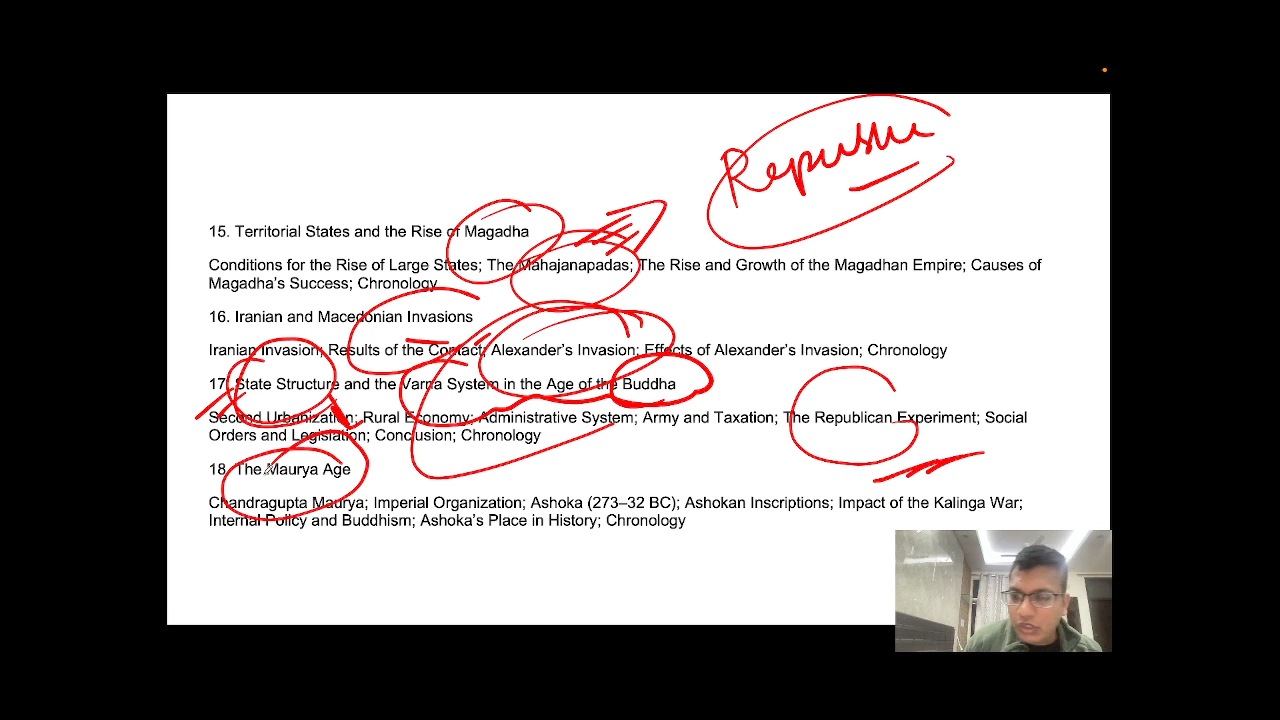 15. Territorial States and the Rise of Magadha
Conditions for the Rise of Large States; The Mahajanapadas; The Rise and Growth of the Magadhan Empire; Causes of
Magadha's Success; Chronology
16. Iranian and Macedonian Invasions
Iranian Invasion; Results of the Contact; Alexander's Invasion; Effects of Alexander's Invasion; Chronology
17. State Structure and the Varna System in the Age of the Buddha
Second Urbanization; Rural Economy; Administrative System; Army and Taxation; The Republican Experiment; Social
Orders and Legislation; Conclusion; Chronology
18. The Maurya Age
Chandragupta Maurya; Imperial Organization; Ashoka (273–32 BC); Ashokan Inscriptions; Impact of the Kalinga War;
Internal Policy and Buddhism; Ashoka's Place in History; Chronology